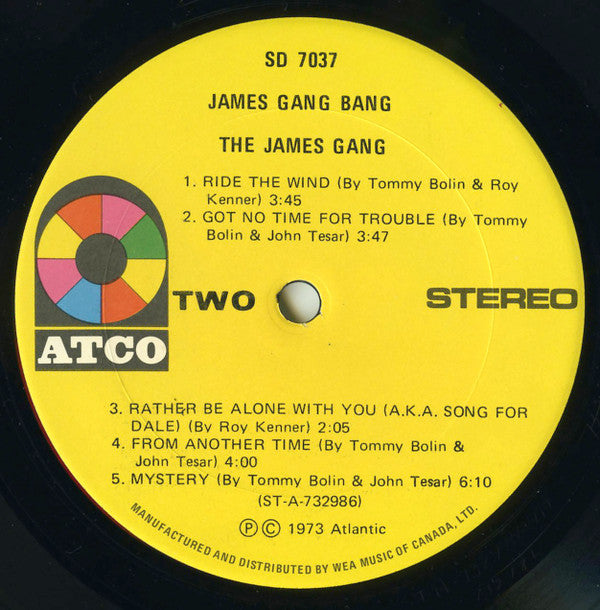 SD 7037
JAMES GANG BANG
THE JAMES GANG
1. RIDE THE WIND (By Tommy Bolin & Roy
Kenner) 3:45
2. GOT NO TIME FOR TROUBLE (By Tommy
Bolin & John Tesar) 3:47
ATCO
TWO
STEREO
3. RATHER BE ALONE WITH YOU (A.K.A. SONG FOR
DALE) (By Roy Kenner) 2:05
4. FROM ANOTHER TIME (By Tommy Bolin &
John Tesar) 4:00
5. MYSTERY (By Tommy Bolin & John Tesar) 6:10
(ST-A-732986)
Ⓟ© 1973 Atlantic
MANUFACTURED AND DISTRIBUTED BY WEA MUSIC OF CANADA, LTD.